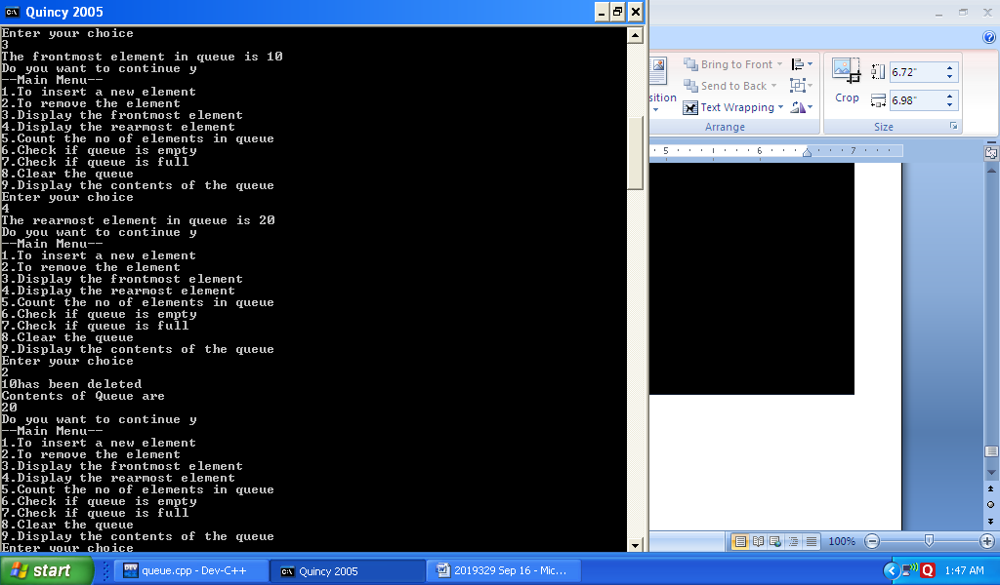 Quincy 2005
Enter your choice
3
The frontmost element in queue is 10
Do you want to continue y
--Main Menu--
1.To insert a new element
2.To remove the element
3.Display the frontmost element
4.Display the rearmost element
5.Count the no of elements in queue
6.Check if queue is empty
7.Check if queue is full
8.Clear the queue
9.Display the contents of the queue
Enter your choice
4
The rearmost element in queue is 20
Do you want to continue y
--Main Menu--
1.To insert a new element
2.To remove the element
3.Display the frontmost element
4.Display the rearmost element
5.Count the no of elements in queue
6.Check if queue is empty
7.Check if queue is full
8.Clear the queue
9.Display the contents of the queue
Enter your choice
2
10has been deleted
Contents of Queue are
20
Do you want to continue y
--Main Menu--
1.To insert a new element
2.To remove the element
3.Display the frontmost element
4.Display the rearmost element
5.Count the no of elements in queue
6.Check if queue is empty
7.Check if queue is full
8.Clear the queue
9.Display the contents of the queue
Enter your choice
sition
Bring to Front
Send to Back
Text Wrapping
Arrange
Crop
6.72"
6.98"
Size
5 6 7
100%
start
queue.cpp - Dev-C++
Quincy 2005
2019329 Sep 16 - Mic...
1:47 AM